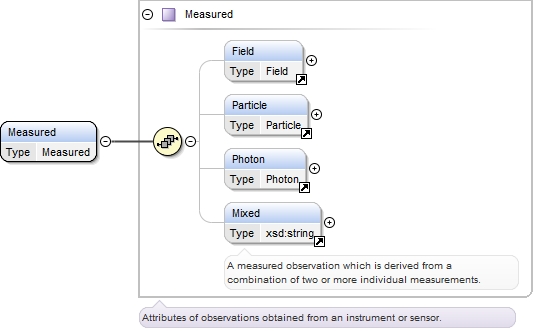 Measured
Field
Type Field
Particle
Type Particle
Measured
Type Measured
Photon
Type Photon
Mixed
Type xsd:string
A measured observation which is derived from a
combination of two or more individual measurements.
Attributes of observations obtained from an instrument or sensor.